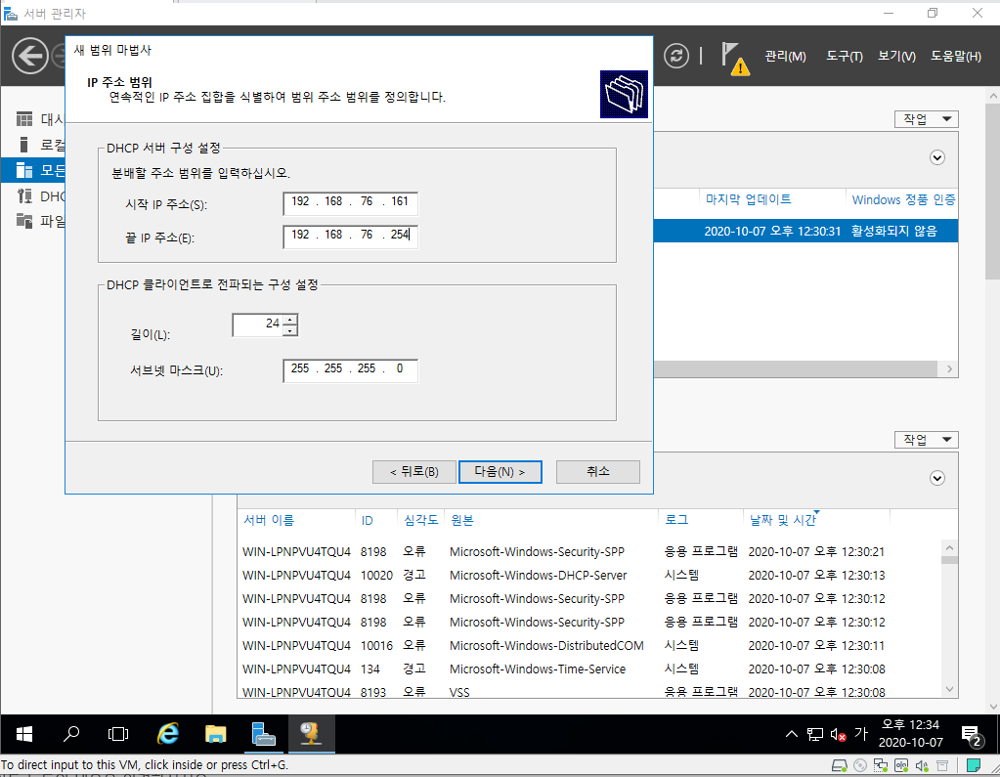 서버 관리자
새 범위 마법사
IP 주소 범위
연속적인 IP 주소 집합을 식별하여 범위 주소 범위를 정의합니다.
관리(M) 도구(T) 보기(V) 도움말(H)
대시
로컬
모든
DHC
파일
DHCP 서버 구성 설정
분배할 주소 범위를 입력하십시오.
시작 IP 주소(S): 192 . 168 . 76 . 161
끝 IP 주소(E): 192 . 168 . 76 . 254
DHCP 클라이언트로 전파되는 구성 설정
길이(L): 24
서브넷 마스크(U): 255 . 255 . 255 . 0
< 뒤로(B) 다음(N) > 취소
작업
마지막 업데이트 Windows 정품 인증
2020-10-07 오후 12:30:31 활성화되지 않음
작업
서버 이름 ID 심각도 원본 로그 날짜 및 시간
WIN-LPNPVU4TQU4 8198 오류 Microsoft-Windows-Security-SPP 응용 프로그램 2020-10-07 오후 12:30:21
WIN-LPNPVU4TQU4 10020 경고 Microsoft-Windows-DHCP-Server 시스템 2020-10-07 오후 12:30:13
WIN-LPNPVU4TQU4 8198 오류 Microsoft-Windows-Security-SPP 응용 프로그램 2020-10-07 오후 12:30:12
WIN-LPNPVU4TQU4 8198 오류 Microsoft-Windows-Security-SPP 응용 프로그램 2020-10-07 오후 12:30:12
WIN-LPNPVU4TQU4 10016 오류 Microsoft-Windows-DistributedCOM 시스템 2020-10-07 오후 12:30:11
WIN-LPNPVU4TQU4 134 경고 Microsoft-Windows-Time-Service 시스템 2020-10-07 오후 12:30:08
WIN-LPNPVU4TQU4 8193 오류 VSS 응용 프로그램 2020-10-07 오후 12:30:08
가 오후 12:34
2020-10-07
2
To direct input to this VM, click inside or press Ctrl+G.